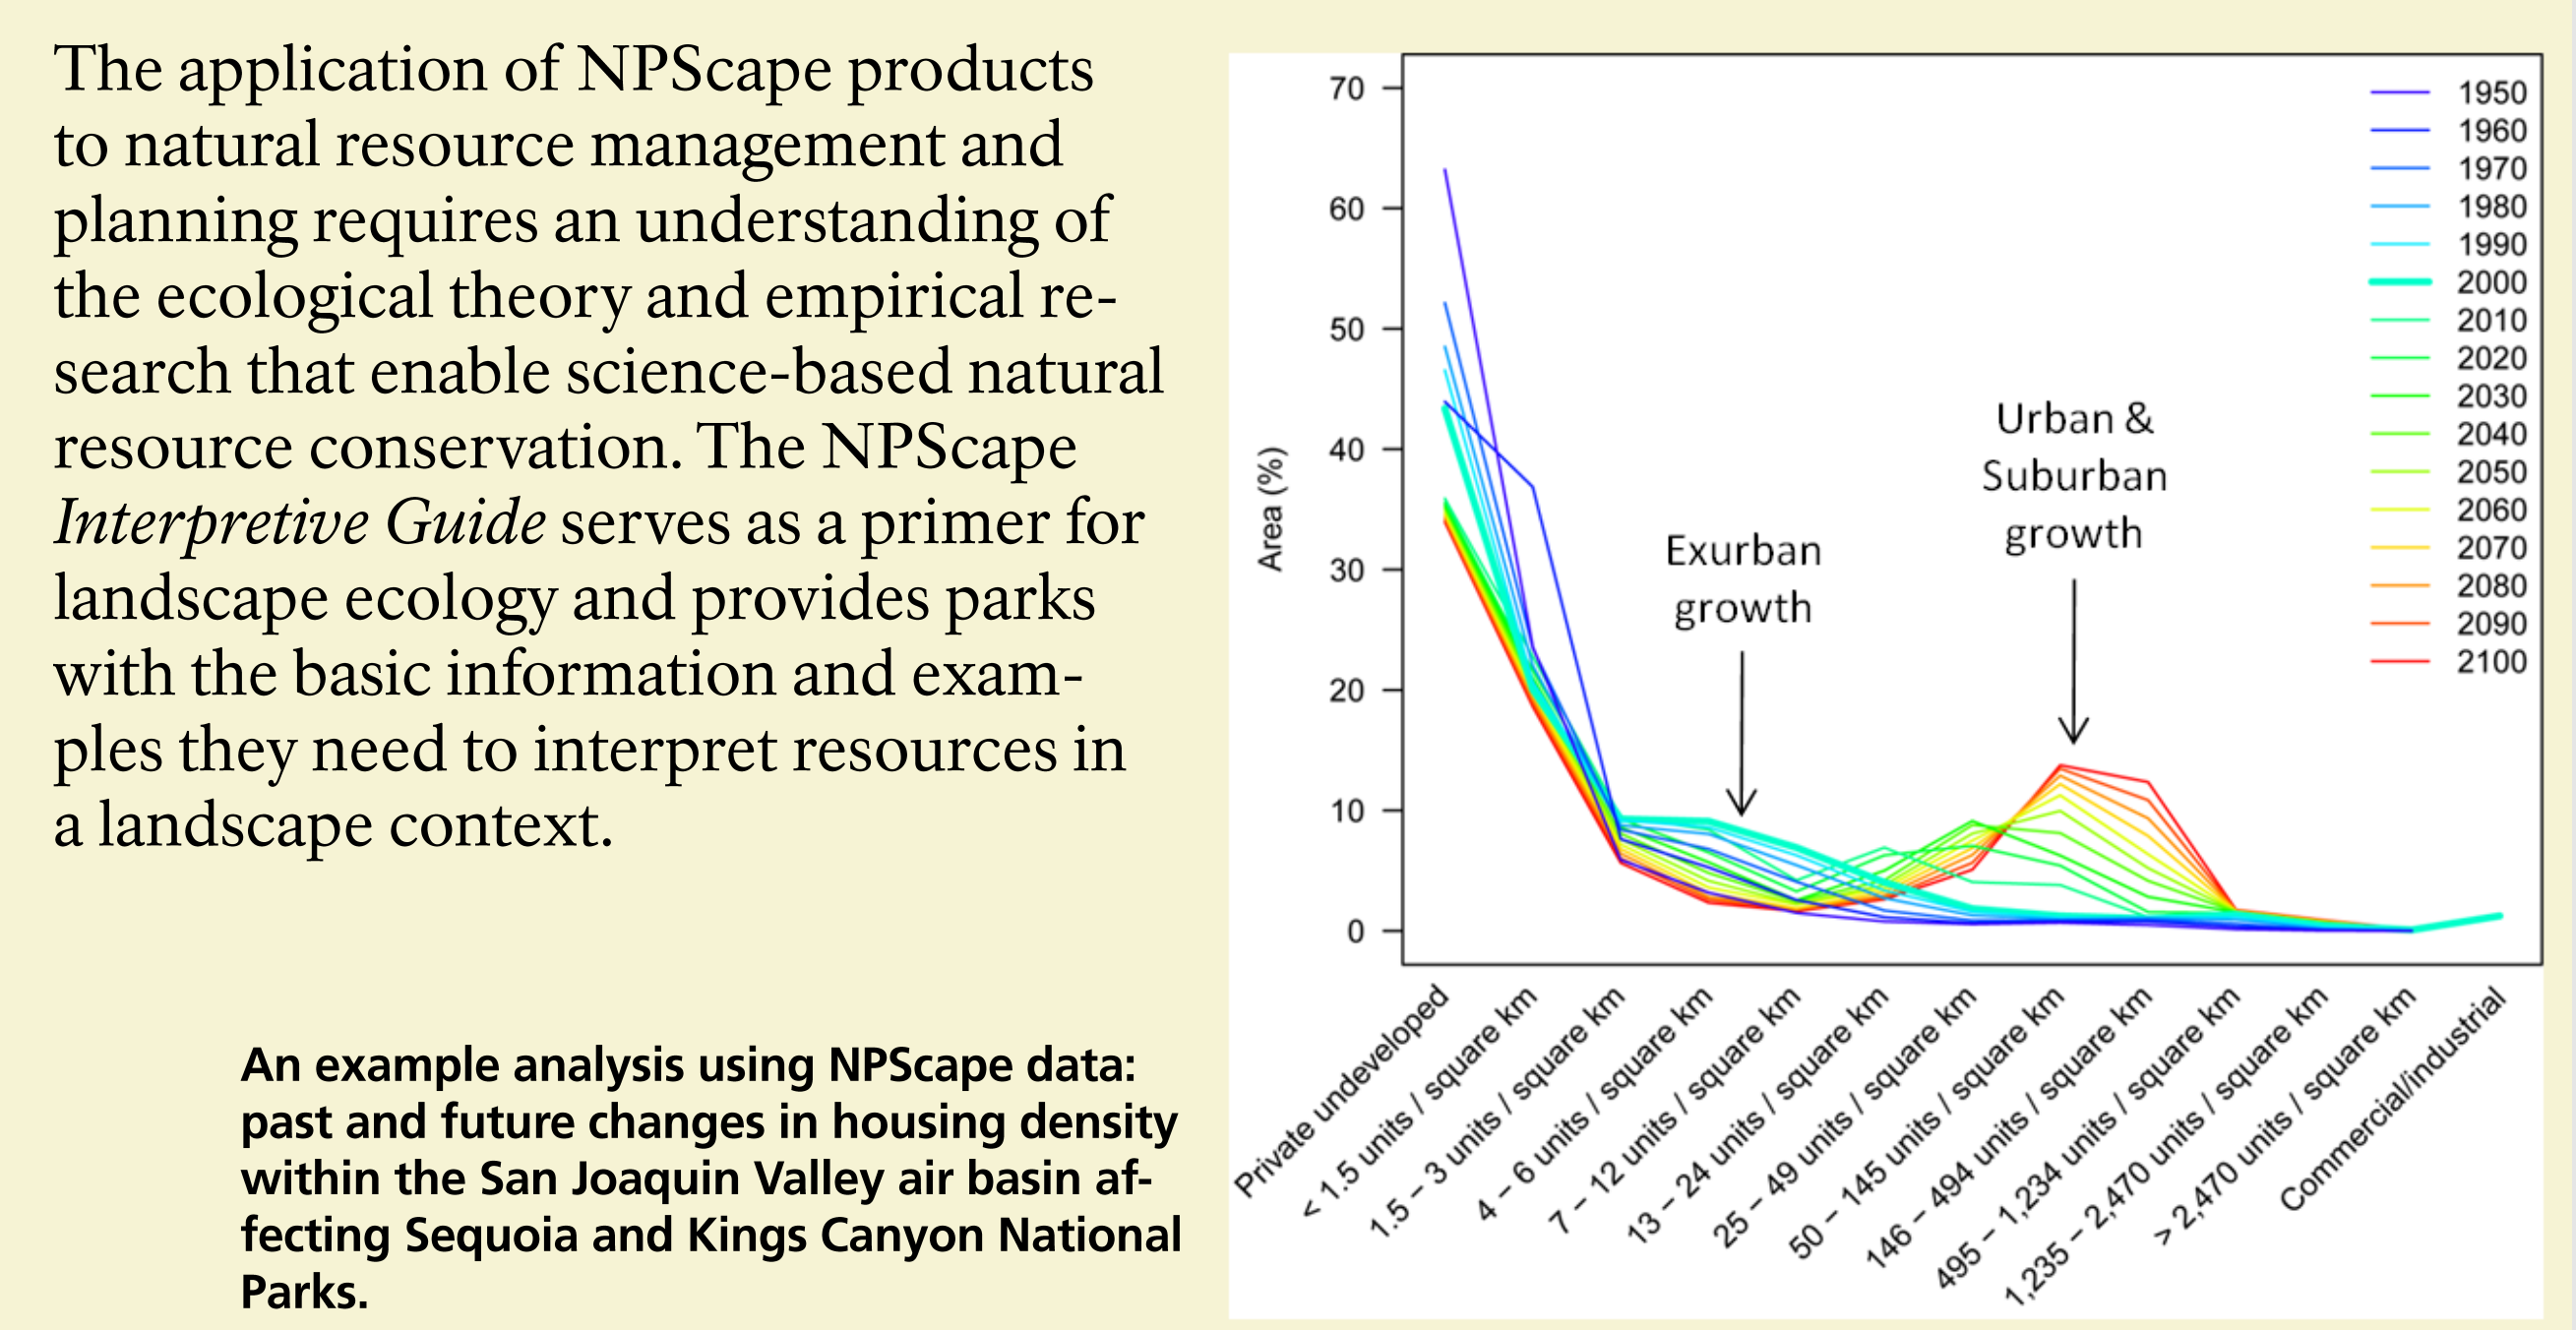 The application of NPScape products
to natural resource management and
planning requires an understanding of
the ecological theory and empirical re-
search that enable science-based natural
resource conservation. The NPScape
Interpretive Guide serves as a primer for
landscape ecology and provides parks
with the basic information and exam-
ples they need to interpret resources in
a landscape context.
An example analysis using NPScape data:
past and future changes in housing density
within the San Joaquin Valley air basin af-
fecting Sequoia and Kings Canyon National
Parks.
Area (%)
70
60
50
40
30
20
10
0
Exurban
growth
Urban &
Suburban
growth
1950
1960
1970
1980
1990
2000
2010
2020
2030
2040
2050
2060
2070
2080
2090
2100
Private undeveloped
< 1.5 units / square km
1.5 – 3 units / square km
4 – 6 units / square km
7 – 12 units / square km
13 – 24 units / square km
25 – 49 units / square km
50 – 145 units / square km
146 – 494 units / square km
495 – 1,234 units / square km
1,235 – 2,470 units / square km
> 2,470 units / square km
Commercial/industrial